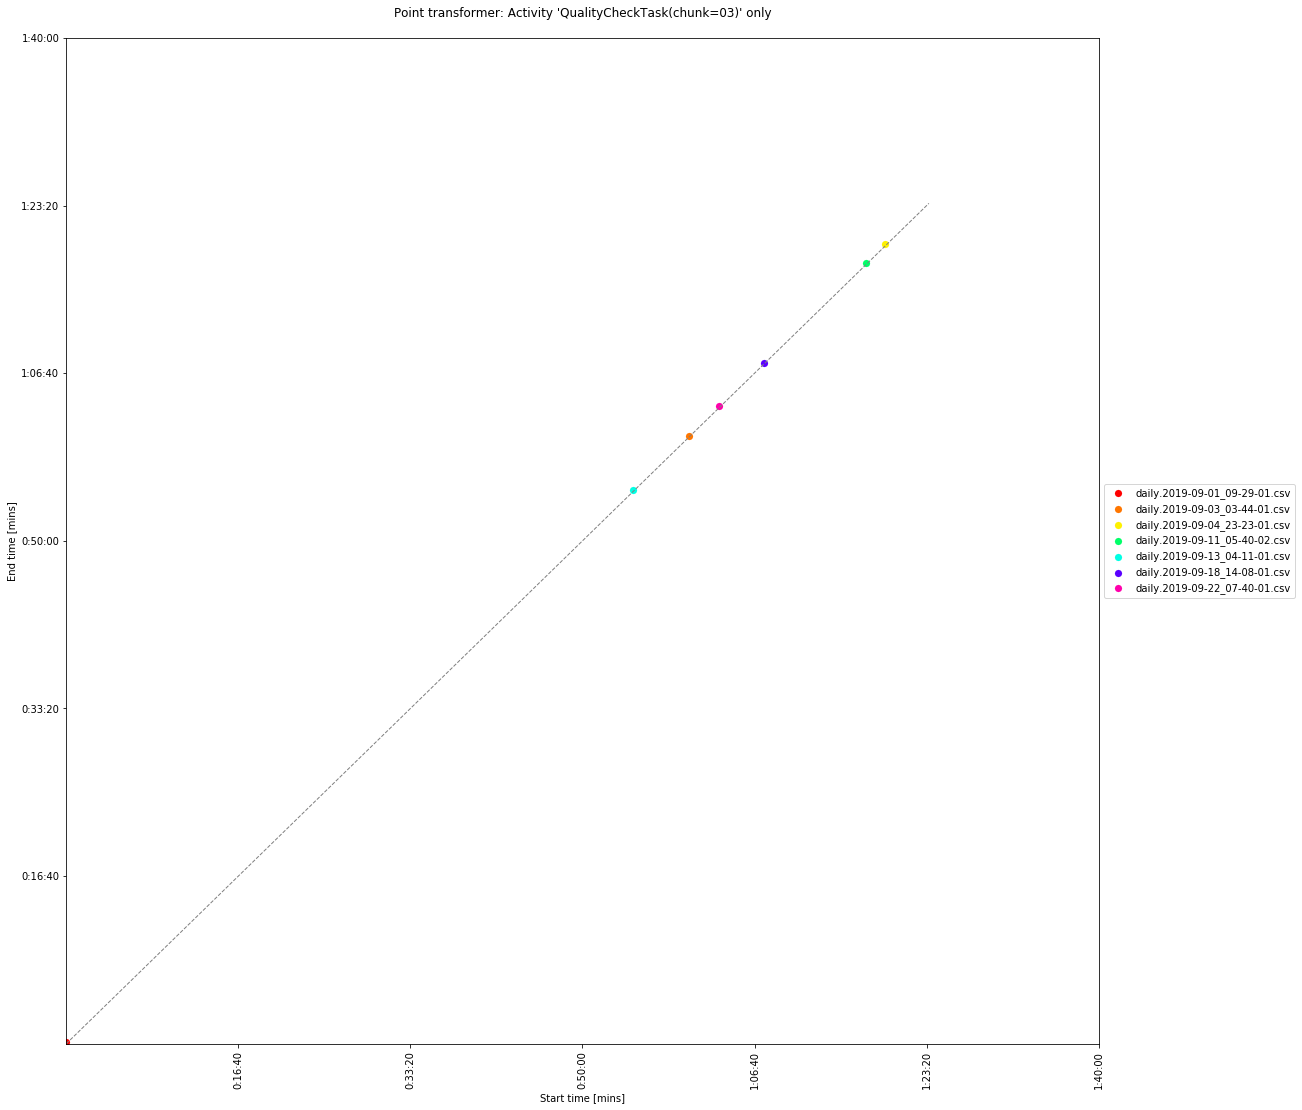 Point transformer: Activity 'QualityCheckTask(chunk=03)' only
1:40:00
1:23:20
1:06:40
0:50:00
0:33:20
0:16:40
End time [mins]
0:16:40
0:33:20
0:50:00
1:06:40
1:23:20
1:40:00
Start time [mins]
daily.2019-09-01_09-29-01.csv
daily.2019-09-03_03-44-01.csv
daily.2019-09-04_23-23-01.csv
daily.2019-09-11_05-40-02.csv
daily.2019-09-13_04-11-01.csv
daily.2019-09-18_14-08-01.csv
daily.2019-09-22_07-40-01.csv